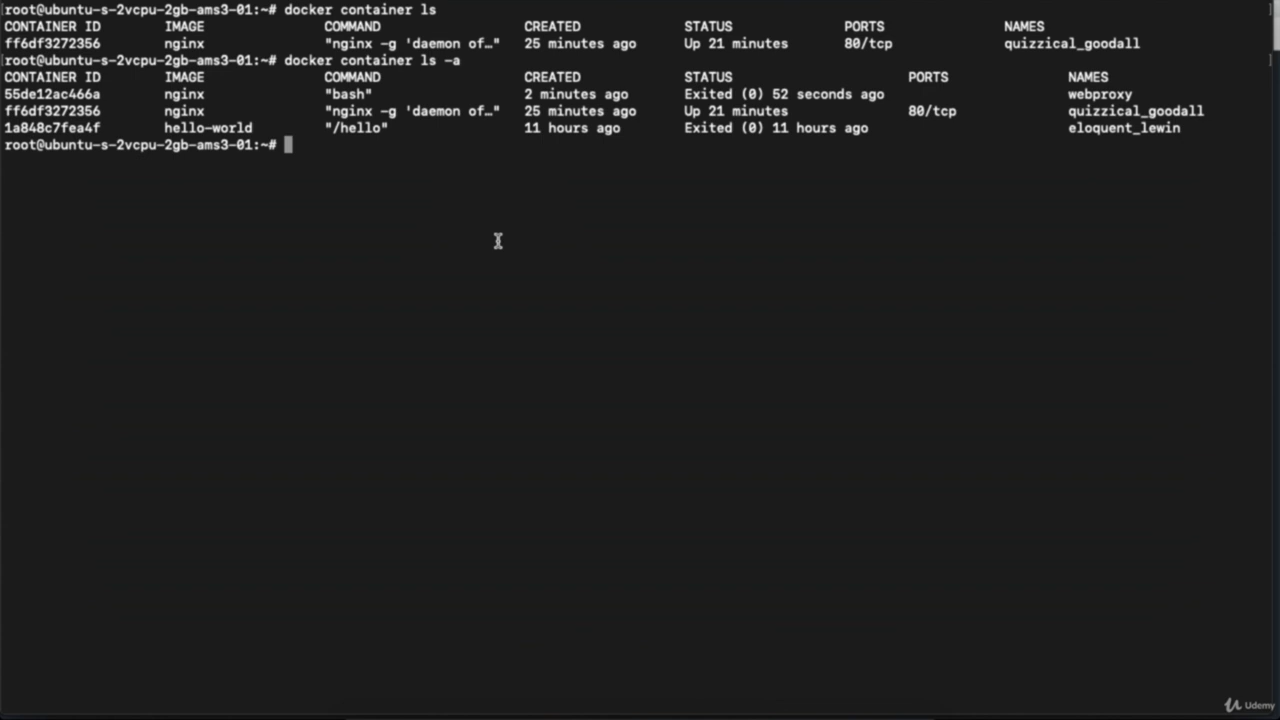 root@ubuntu-s-2vcpu-2gb-ams3-01:~# docker container ls
CONTAINER ID IMAGE COMMAND CREATED STATUS PORTS NAMES
ff6df3272356 nginx "nginx -g 'daemon of…" 25 minutes ago Up 21 minutes 80/tcp quizzical_goodall
root@ubuntu-s-2vcpu-2gb-ams3-01:~# docker container ls -a
CONTAINER ID IMAGE COMMAND CREATED STATUS PORTS NAMES
55de12ac466a nginx "bash" 2 minutes ago Exited (0) 52 seconds ago webproxy
ff6df3272356 nginx "nginx -g 'daemon of…" 25 minutes ago Up 21 minutes 80/tcp quizzical_goodall
1a848c7fea4f hello-world "/hello" 11 hours ago Exited (0) 11 hours ago eloquent_lewin
root@ubuntu-s-2vcpu-2gb-ams3-01:~#
Udemy